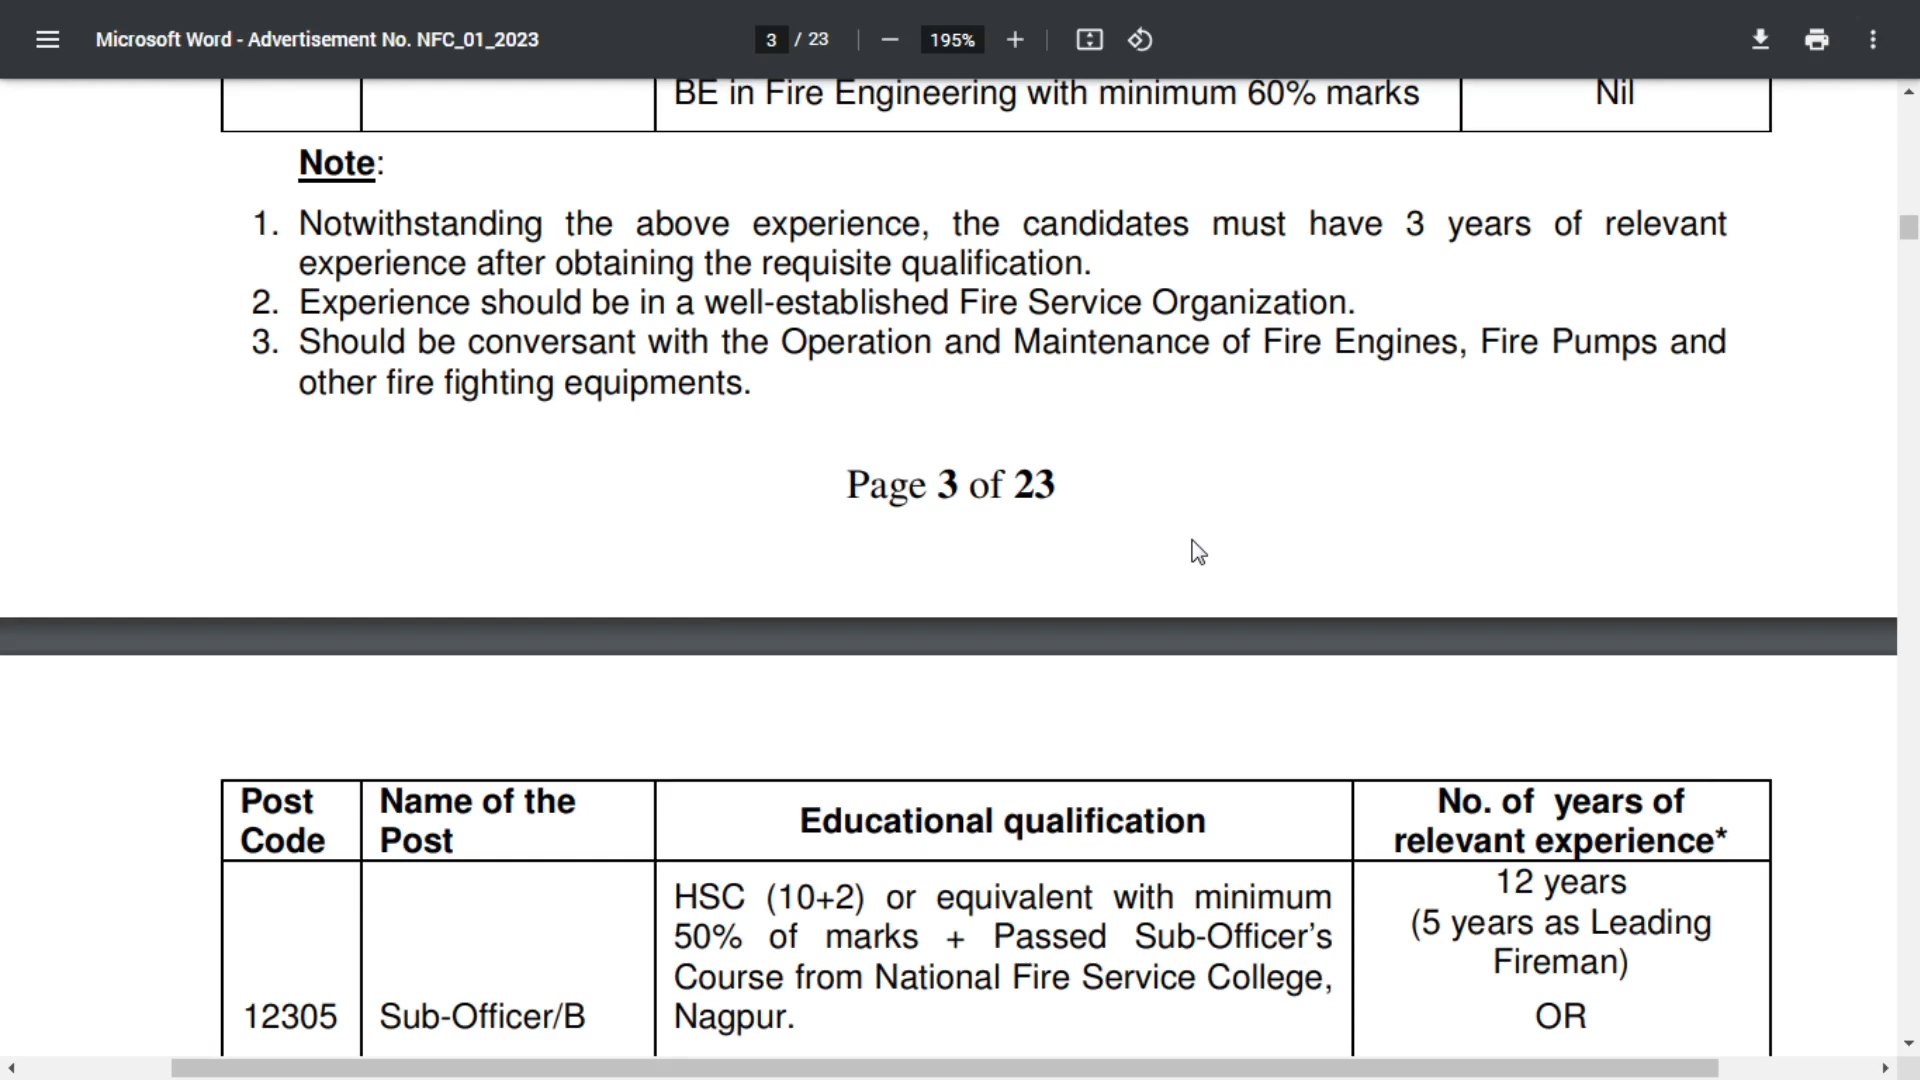 Microsoft Word - Advertisement No. NFC_01_2023
3 / 23
195%
BE in Fire Engineering with minimum 60% marks
Nil
Note:
1. Notwithstanding the above experience, the candidates must have 3 years of relevant
experience after obtaining the requisite qualification.
2. Experience should be in a well-established Fire Service Organization.
3. Should be conversant with the Operation and Maintenance of Fire Engines, Fire Pumps and
other fire fighting equipments.
Page 3 of 23
Post
Code
Name of the
Post
Educational qualification
No. of years of
relevant experience*
12305
Sub-Officer/B
HSC (10+2) or equivalent with minimum
50% of marks + Passed Sub-Officer’s
Course from National Fire Service College,
Nagpur.
12 years
(5 years as Leading
Fireman)
OR